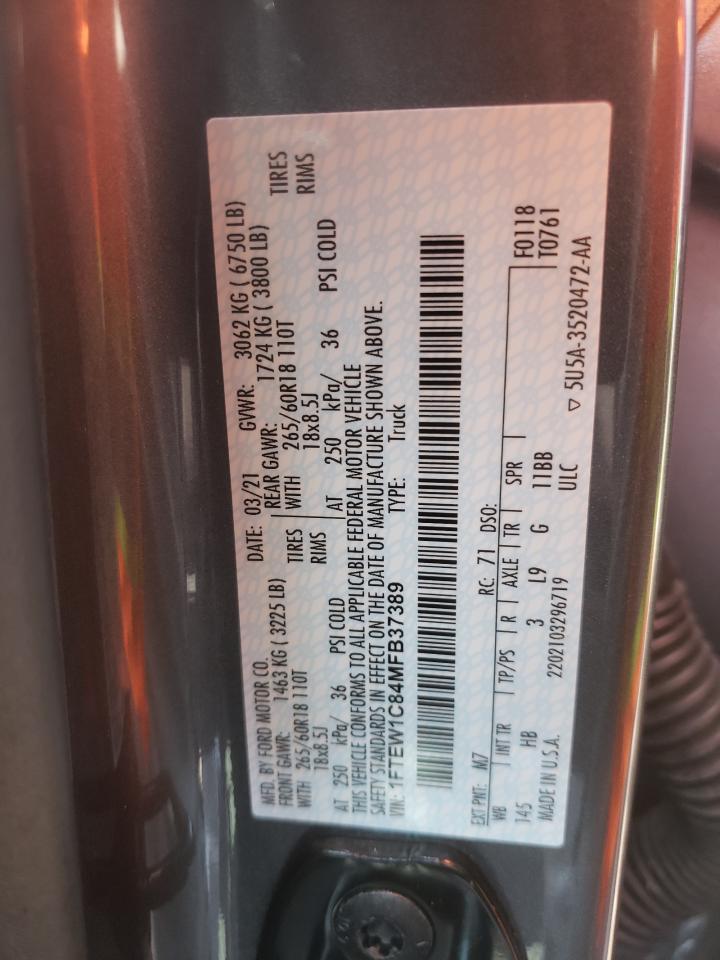 MFD. BY FORD MOTOR CO.
DATE: 03/21 GVWR: 3062 KG ( 6750 LB)
FRONT GAWR: 1463 KG ( 3225 LB) REAR GAWR: 1724 KG ( 3800 LB)
WITH 265/60R18 110T TIRES WITH 265/60R18 110T TIRES
18x8.5J RIMS 18x8.5J RIMS
AT 250 kPa/ 36 PSI COLD AT 250 kPa/ 36 PSI COLD
THIS VEHICLE CONFORMS TO ALL APPLICABLE FEDERAL MOTOR VEHICLE
SAFETY STANDARDS IN EFFECT ON THE DATE OF MANUFACTURE SHOWN ABOVE.
VIN: 1FTEW1C84MFB37389 TYPE: Truck
EXT PNT: M7 RC: 71 DSO:
WB INT TR TP/PS R AXLE TR SPR F0118
145 HB 3 L9 G 11BB T0761
MADE IN U.S.A. 2202103296719 ULC
▽ 5U5A-3520472-AA